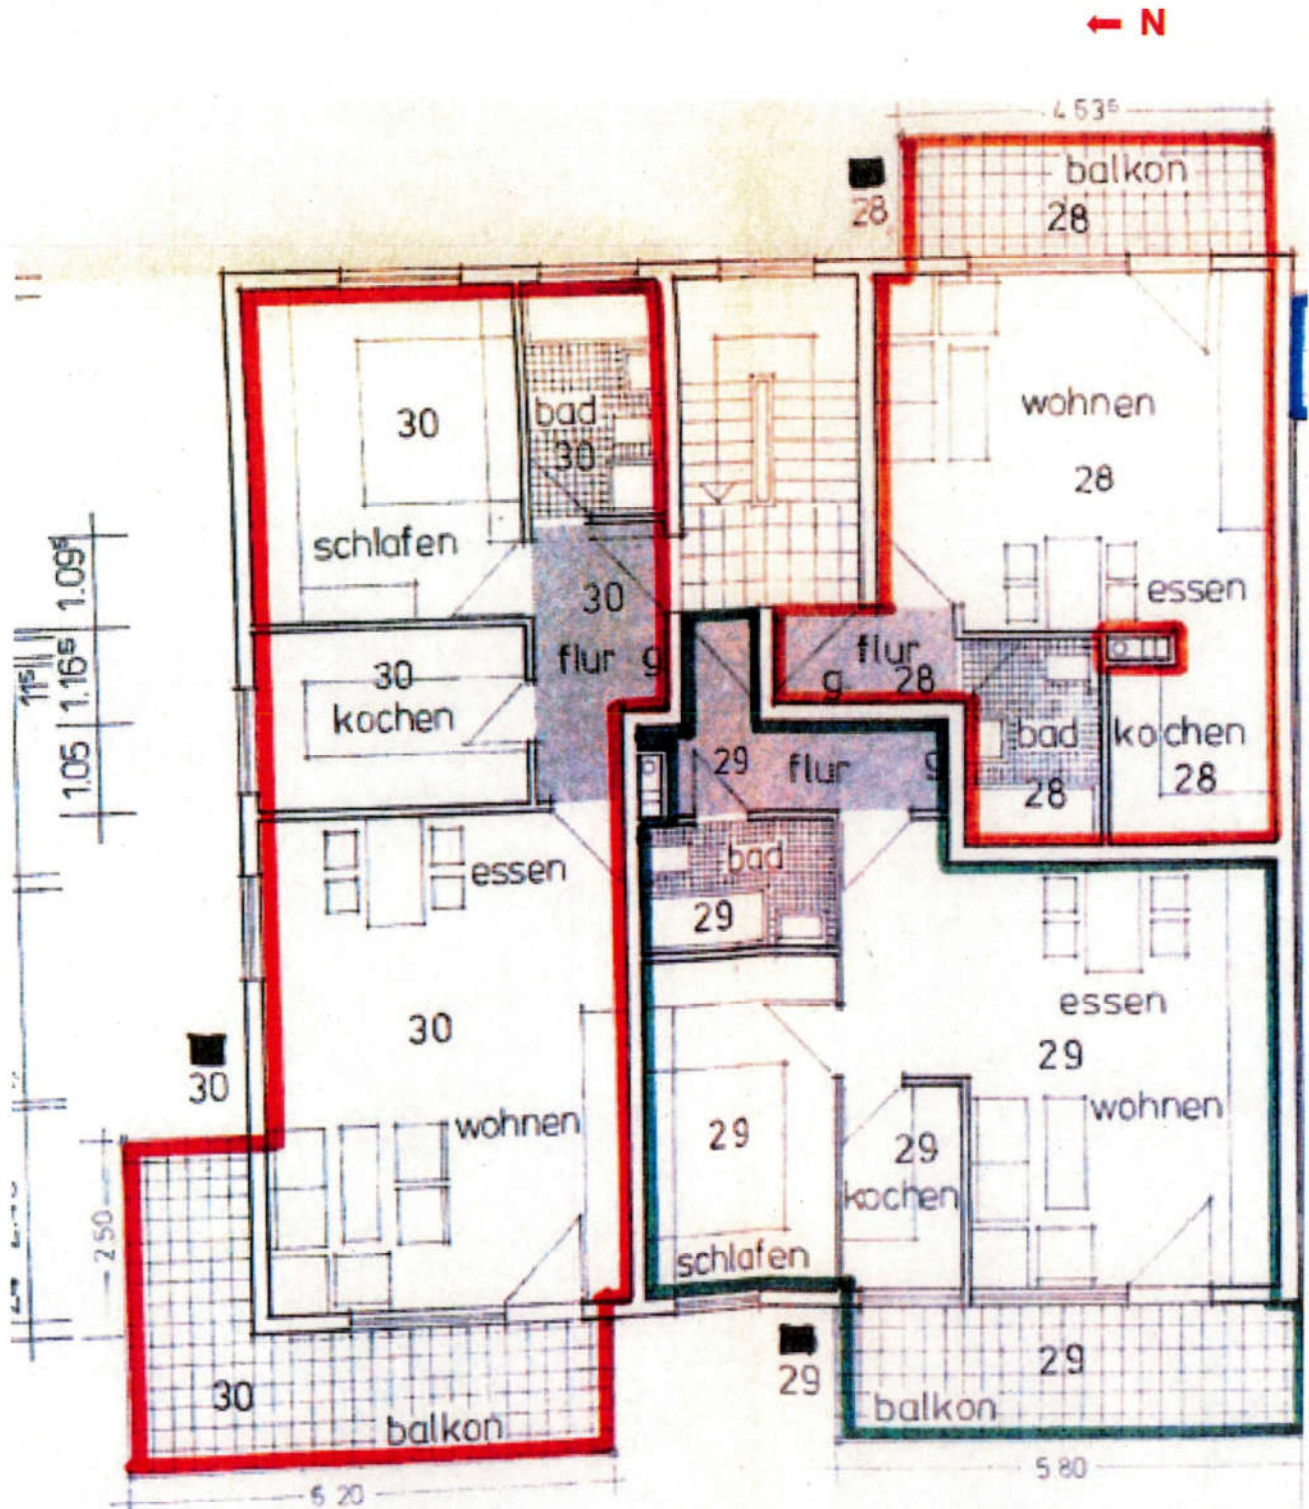 N
4.53⁵
balkon
28
28
wohnen
28
30
bad
30
schlafen
1.09⁵
essen
30
flur
28
g
30
kochen
flur g
11⁵
1.16⁵
1.05
29
flur
g
bad
28
kochen
28
essen
bad
29
30
essen
29
wohnen
30
wohnen
29
29
kochen
schlafen
2.50
29
29
balkon
30
balkon
5 80
6 20